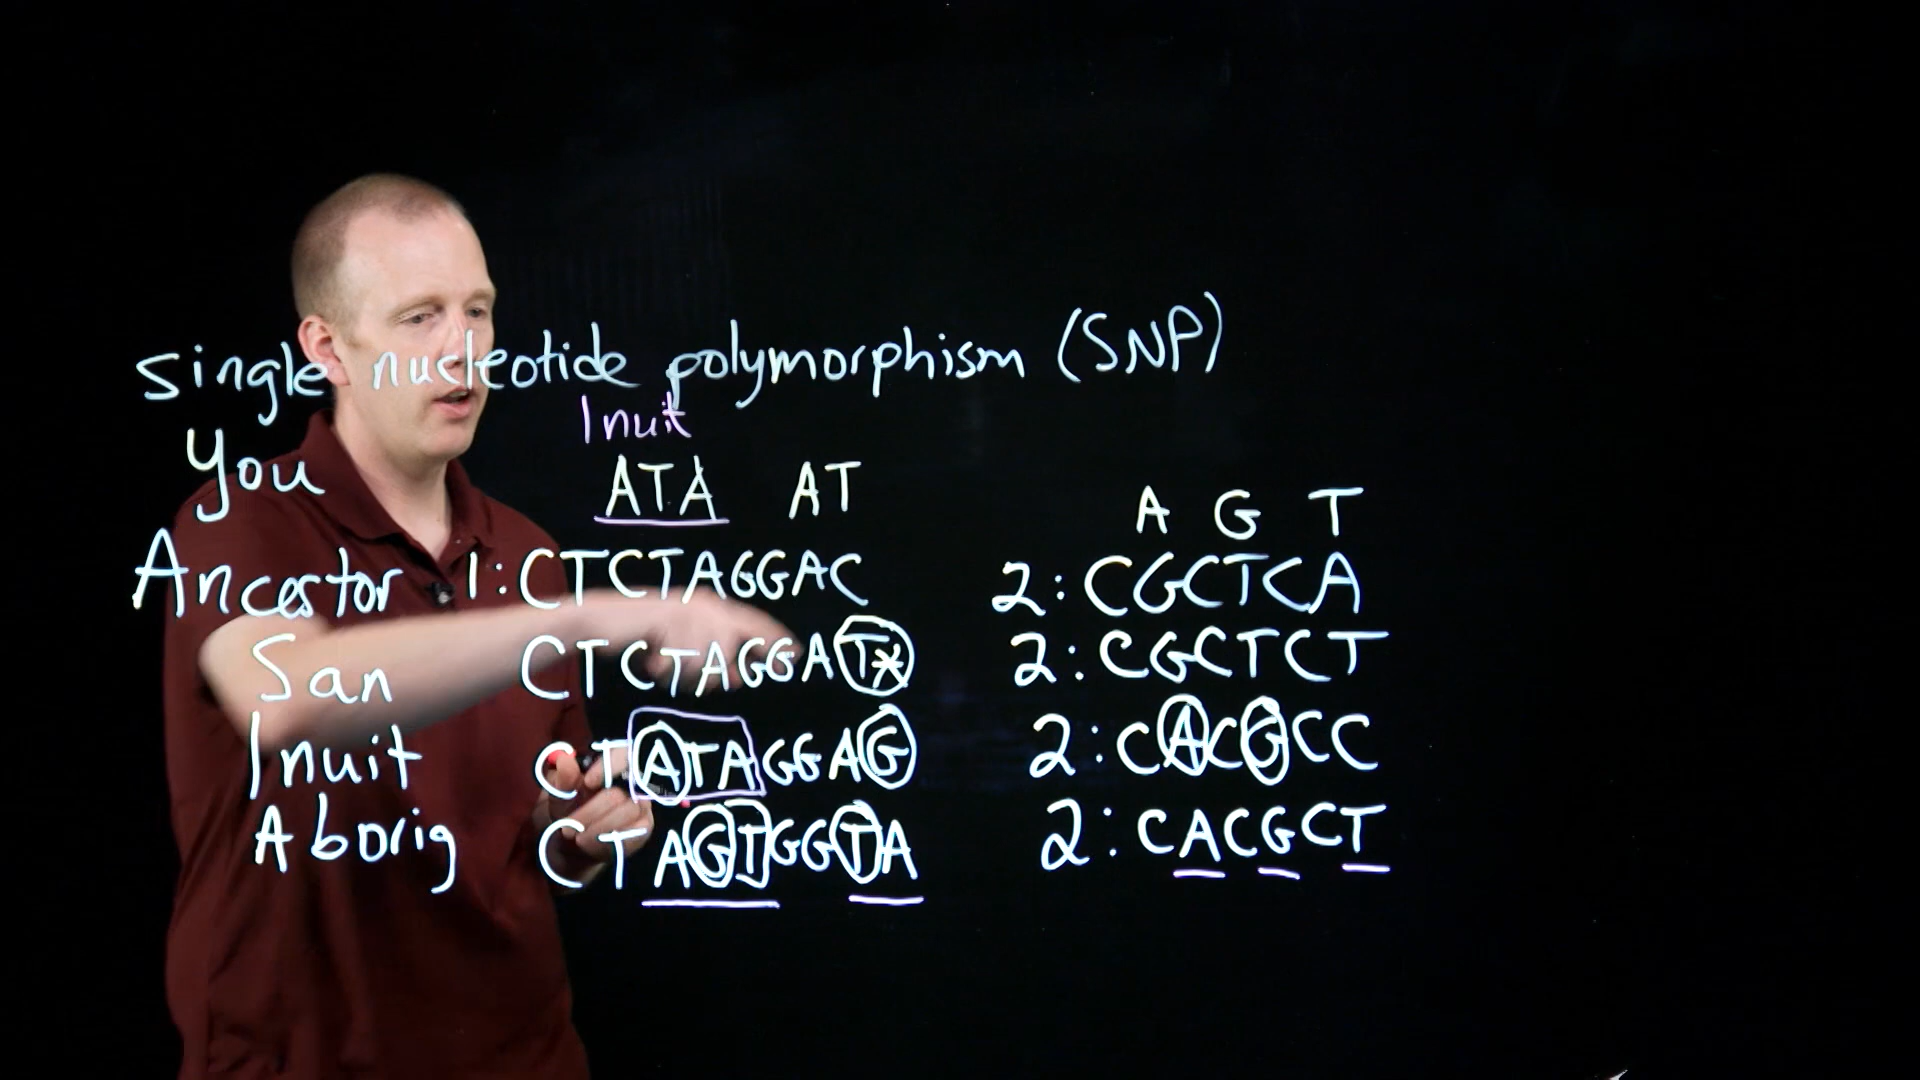 single nucleotide polymorphism (SNP)
Inuit
You ATA AT A G T
Ancestor 1: CTCTAGGAC 2: CGCTCA
San CTCTAGGAT* 2: CGCTCT
Inuit CTATAGGAG 2: CACGCC
Aborig CTAGTGGTA 2: CACGCT